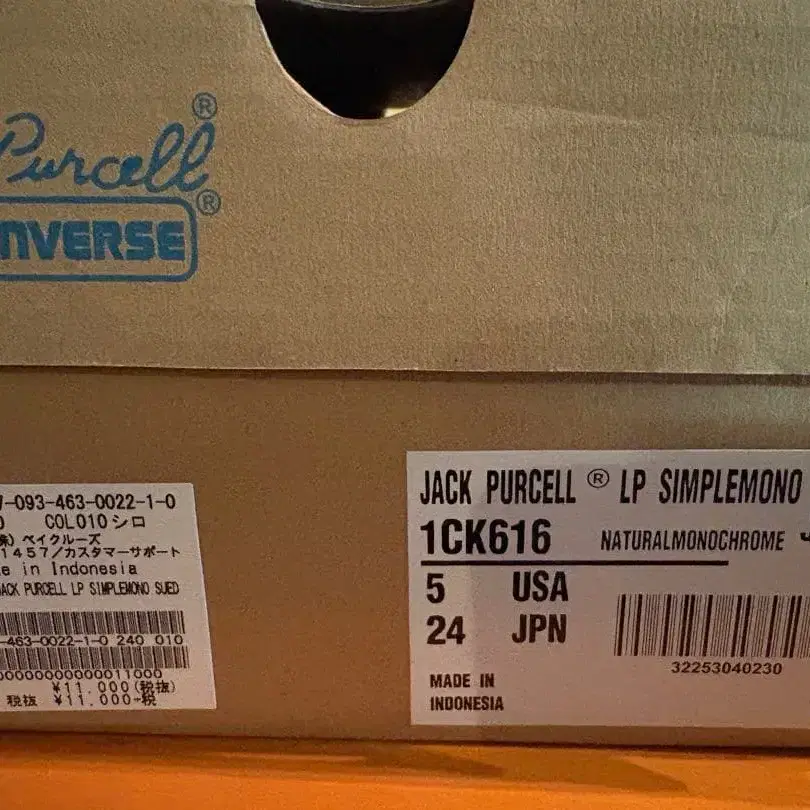 Purcell®
NVERSE®
-093-463-0022-1-0
COL010シロ
ベイクルーズ
1457/カスタマーサポート
in Indonesia
ACK PURCELL LP SIMPLEMONO SUED
-463-0022-1-0 240 010
00000000000011000
¥11,000(税抜)
税抜 ¥11,000+税
JACK PURCELL ® LP SIMPLEMONO
1CK616 NATURALMONOCHROME
5 USA
24 JPN
32253040230
MADE IN
INDONESIA